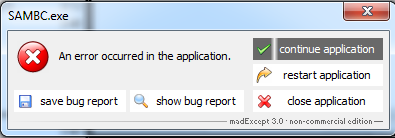 SAMBC.exe
An error occurred in the application.
continue application
restart application
save bug report
show bug report
close application
madExcept 3.0 - non-commercial edition